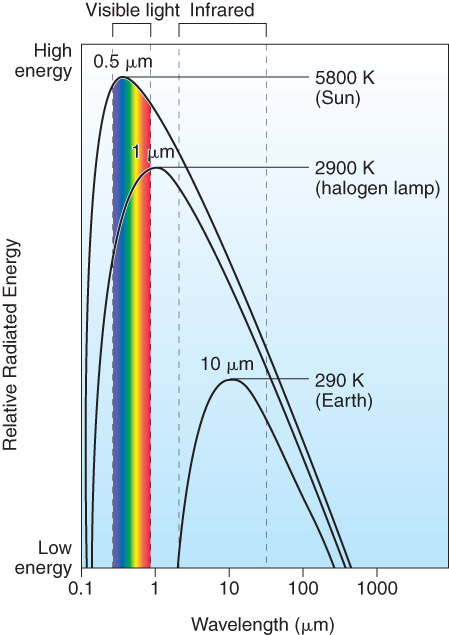 Visible light
Infrared
High
energy
0.5 μm
5800 K
(Sun)
1 μm
2900 K
(halogen lamp)
10 μm
290 K
(Earth)
Relative Radiated Energy
Low
energy
0.1
1
10
100
1000
Wavelength (μm)